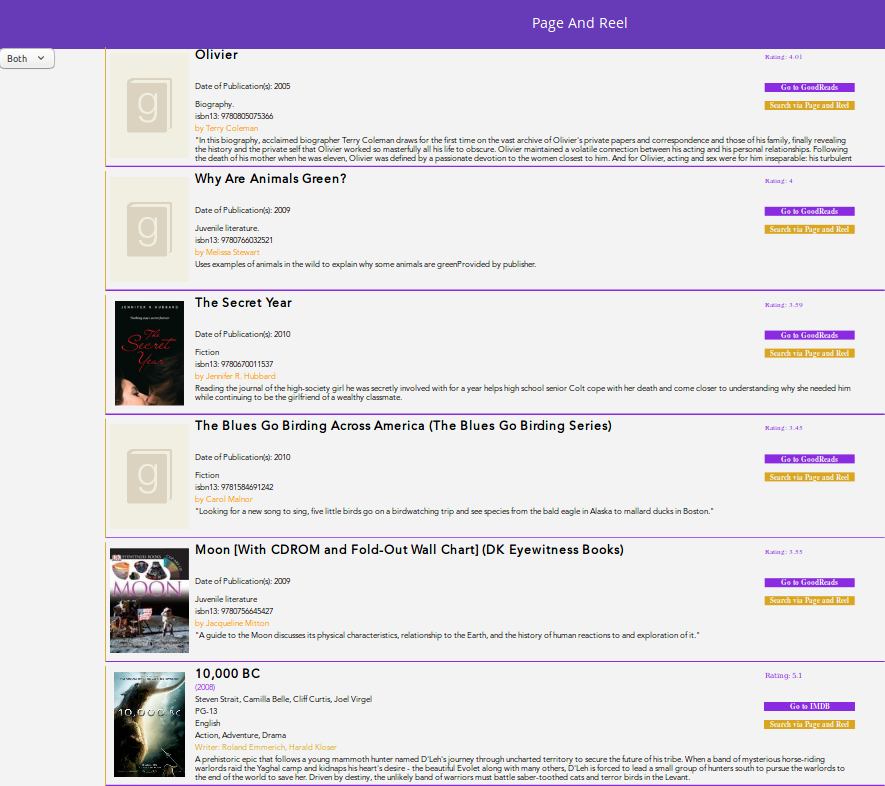 Page And Reel
Both
Olivier
Rating: 4.01
Date of Publication(s): 2005
Go to GoodReads
Biography.
Search via Page and Reel
isbn13: 9780805075366
by Terry Coleman
"In this biography, acclaimed biographer Terry Coleman draws for the first time on the vast archive of Olivier's private papers and correspondence and those of his family, finally revealing
the history and the private self that Olivier worked so masterfully all his life to obscure. Olivier maintained a volatile connection between his acting and his personal relationships. Following
the death of his mother when he was eleven, Olivier was defined by a passionate devotion to the women closest to him. And for Olivier, acting and sex were for him inseparable: his turbulent
g
Why Are Animals Green?
Rating: 4
Date of Publication(s): 2009
Go to GoodReads
Juvenile literature.
Search via Page and Reel
isbn13: 9780766032521
by Melissa Stewart
Uses examples of animals in the wild to explain why some animals are greenProvided by publisher.
g
The Secret Year
Rating: 3.59
Date of Publication(s): 2010
Go to GoodReads
Fiction
Search via Page and Reel
isbn13: 9780670011537
by Jennifer R. Hubbard
Reading the journal of the high-society girl he was secretly involved with for a year helps high school senior Colt cope with her death and come closer to understanding why she needed him
while continuing to be the girlfriend of a wealthy classmate.
JENNIFER R HUBBARD
The
Secret
Year
The Blues Go Birding Across America (The Blues Go Birding Series)
Rating: 3.45
Date of Publication(s): 2010
Go to GoodReads
Fiction
Search via Page and Reel
isbn13: 9781584691242
by Carol Malnor
"Looking for a new song to sing, five little birds go on a birdwatching trip and see species from the bald eagle in Alaska to mallard ducks in Boston."
g
Moon [With CDROM and Fold-Out Wall Chart] (DK Eyewitness Books)
Rating: 3.55
Date of Publication(s): 2009
Go to GoodReads
Juvenile literature
Search via Page and Reel
isbn13: 9780756645427
by Jacqueline Mitton
"A guide to the Moon discusses its physical characteristics, relationship to the Earth, and the history of human reactions to and exploration of it."
DK EYEWITNESS BOOKS
MOON
10,000 BC
Rating: 5.1
(2008)
Steven Strait, Camilla Belle, Cliff Curtis, Joel Virgel
PG-13
Go to IMDB
English
Search via Page and Reel
Action, Adventure, Drama
Writer: Roland Emmerich, Harald Kloser
A prehistoric epic that follows a young mammoth hunter named D'Leh's journey through uncharted territory to secure the future of his tribe. When a band of mysterious horse-riding
warlords raid the Yaghal camp and kidnaps his heart's desire - the beautiful Evolet along with many others, D'Leh is forced to lead a small group of hunters south to pursue the warlords to
the end of the world to save her. Driven by destiny, the unlikely band of warriors must battle saber-toothed cats and terror birds in the Levant.
10,000 BC